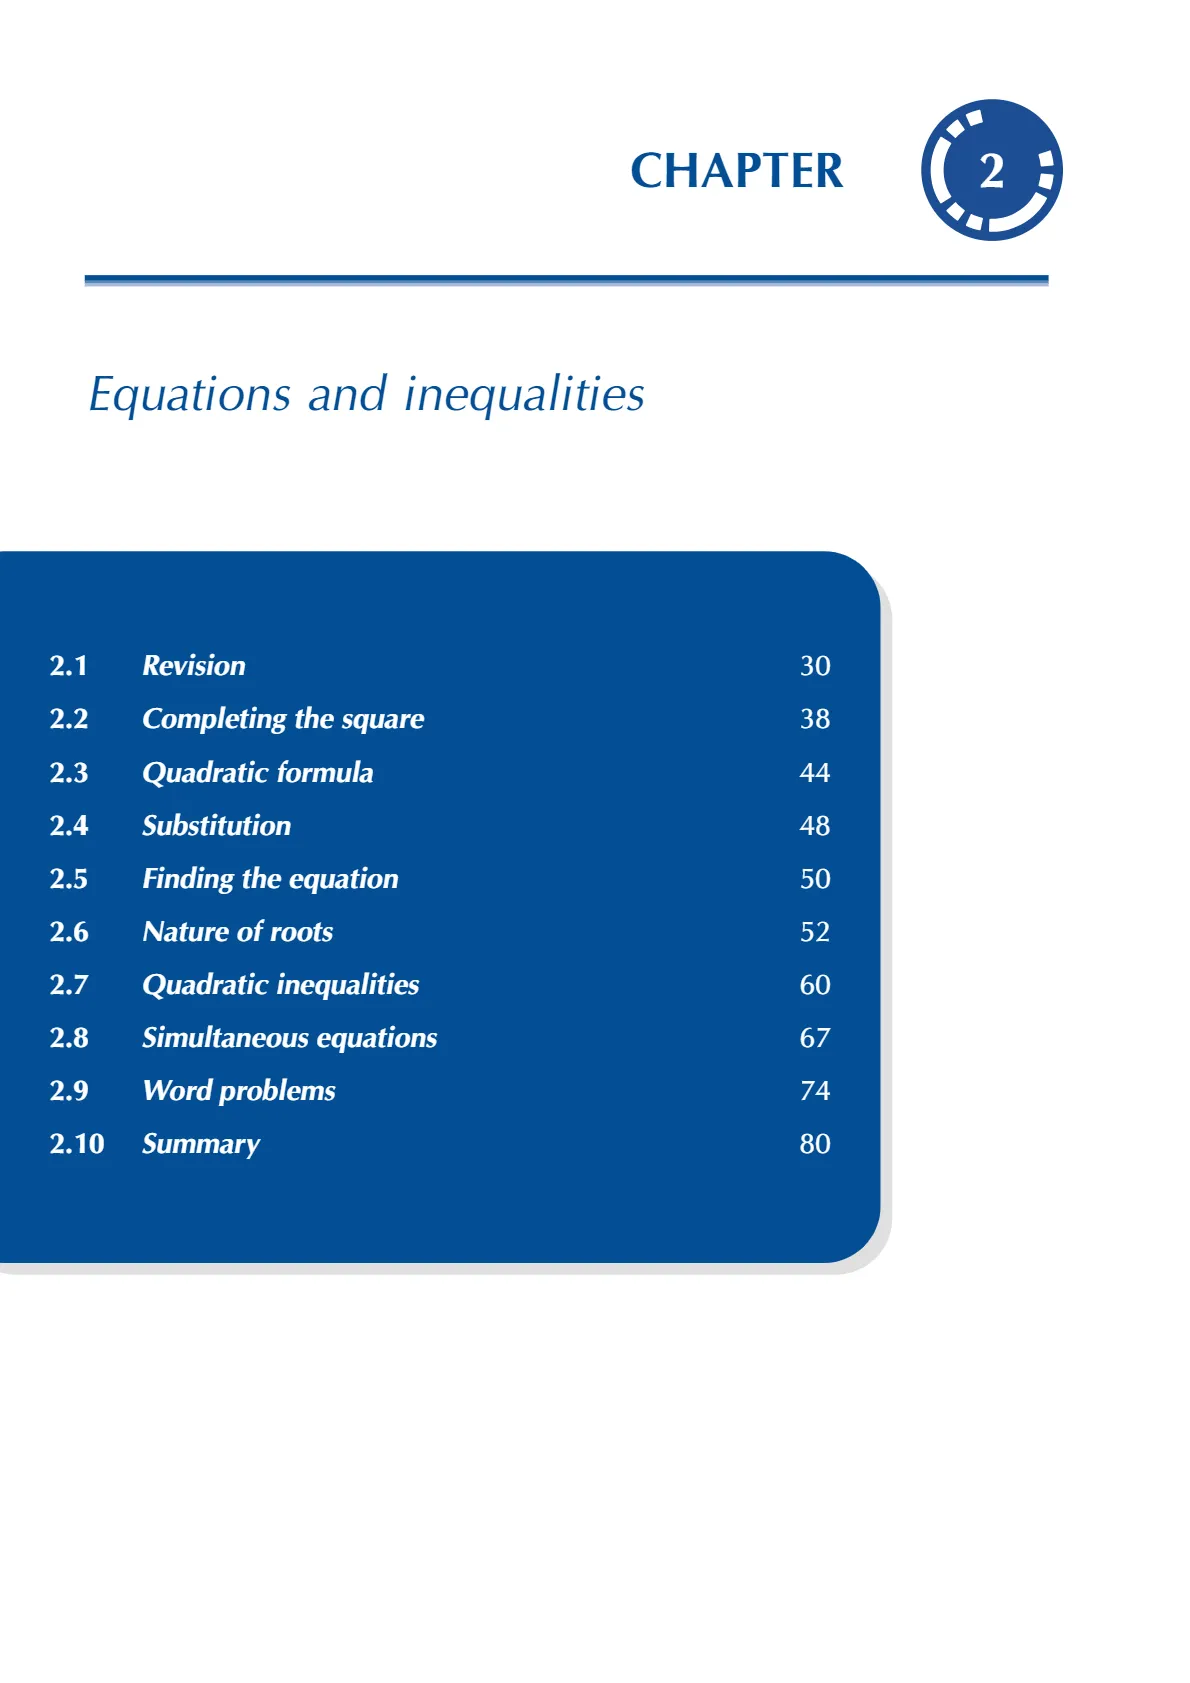 CHAPTER 2
Equations and inequalities
2.1 Revision 30
2.2 Completing the square 38
2.3 Quadratic formula 44
2.4 Substitution 48
2.5 Finding the equation 50
2.6 Nature of roots 52
2.7 Quadratic inequalities 60
2.8 Simultaneous equations 67
2.9 Word problems 74
2.10 Summary 80